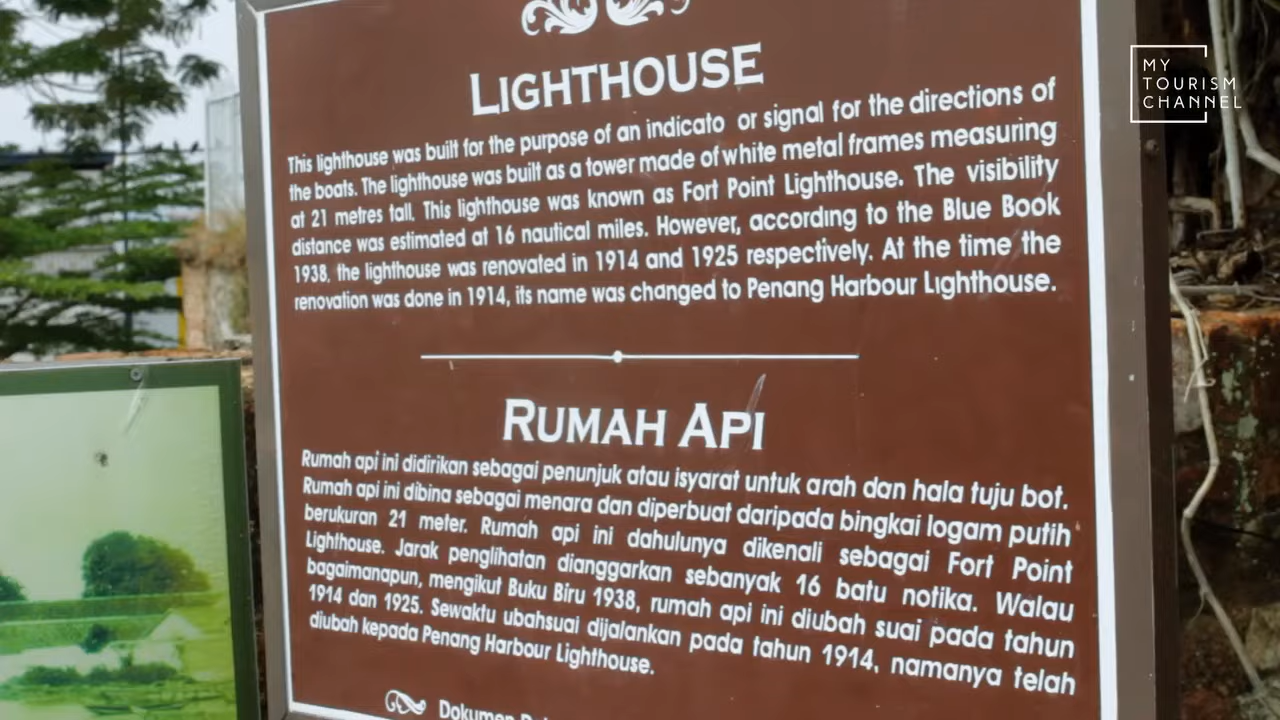 MY
TOURISM
CHANNEL
LIGHTHOUSE
This lighthouse was built for the purpose of an indicato or signal for the directions of
the boats. The lighthouse was built as a tower made of white metal frames measuring
at 21 metres tall. This lighthouse was known as Fort Point Lighthouse. The visibility
distance was estimated at 16 nautical miles. However, according to the Blue Book
1938, the lighthouse was renovated in 1914 and 1925 respectively. At the time the
renovation was done in 1914, its name was changed to Penang Harbour Lighthouse.
RUMAH API
Rumah api ini didirikan sebagai penunjuk atau isyarat untuk arah dan hala tuju bot.
Rumah api ini dibina sebagai menara dan diperbuat daripada bingkai logam putih
berukuran 21 meter. Rumah api ini dahulunya dikenali sebagai Fort Point
Lighthouse. Jarak penglihatan dianggarkan sebanyak 16 batu notika. Walau
bagaimanapun, mengikut Buku Biru 1938, rumah api ini diubah suai pada tahun
1914 dan 1925. Sewaktu ubahsuai dijalankan pada tahun 1914, namanya telah
diubah kepada Penang Harbour Lighthouse.
Dokumen